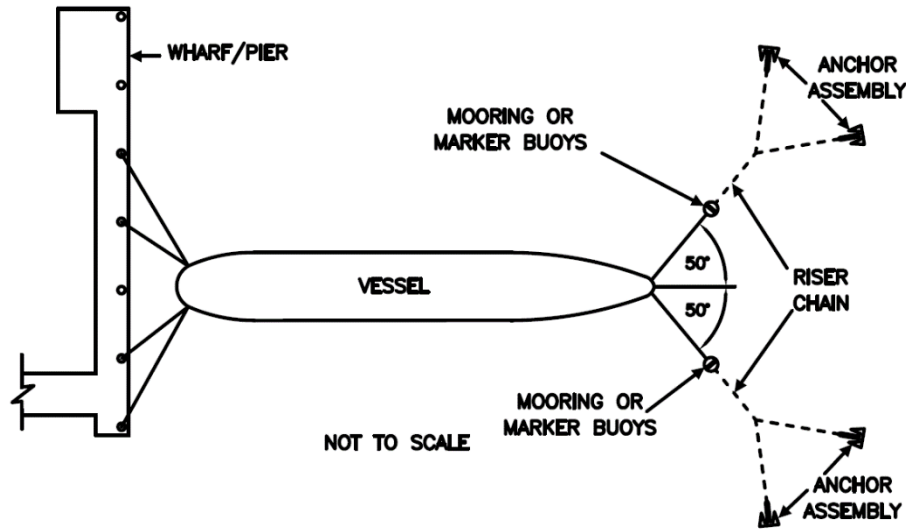 WHARF/PIER
ANCHOR
ASSEMBLY
MOORING OR
MARKER BUOYS
50°
VESSEL
RISER
CHAIN
50°
MOORING OR
MARKER BUOYS
NOT TO SCALE
ANCHOR
ASSEMBLY